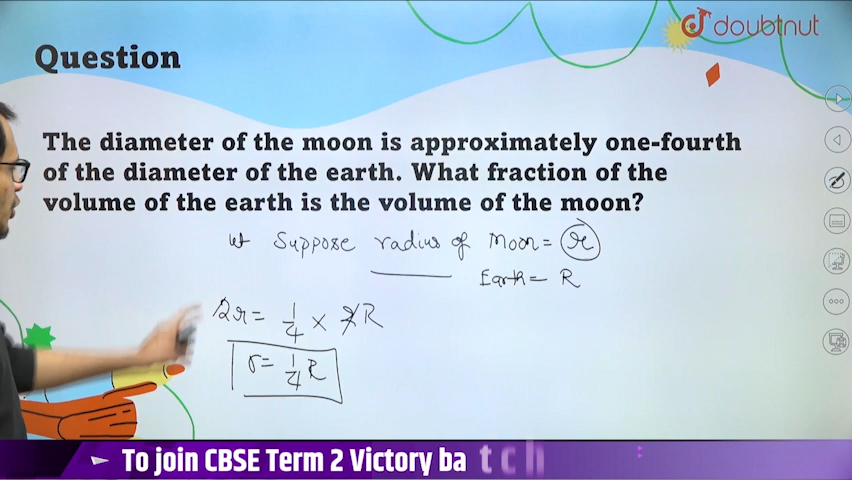 doubtnut
Question
The diameter of the moon is approximately one-fourth
of the diameter of the earth. What fraction of the
volume of the earth is the volume of the moon?
let Suppose radius of Moon = r
Earth = R
2r = 1/4 × 2R
r = 1/4 R
To join CBSE Term 2 Victory ba t c h